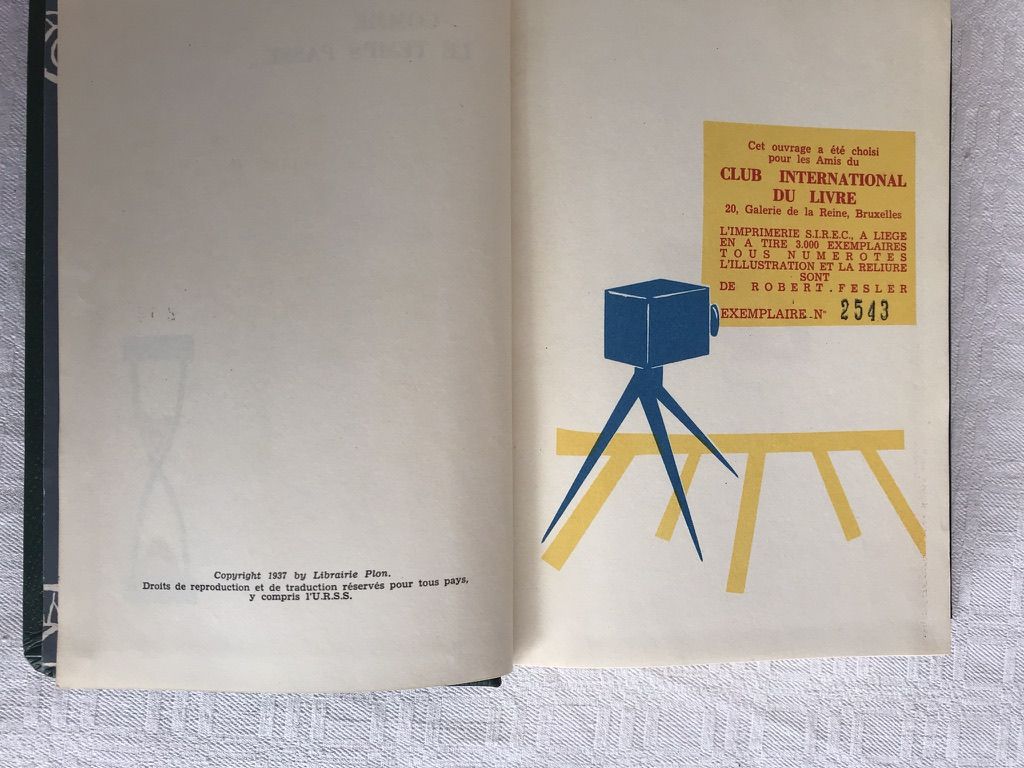 Copyright 1937 by Librairie Plon.
Droits de reproduction et de traduction réservés pour tous pays,
y compris l'U.R.S.S.
Cet ouvrage a été choisi
pour les Amis du
CLUB INTERNATIONAL
DU LIVRE
20, Galerie de la Reine, Bruxelles
L'IMPRIMERIE S.I.R.E.C., A LIEGE
EN A TIRE 3.000 EXEMPLAIRES
TOUS NUMEROTES
L'ILLUSTRATION ET LA RELIURE
SONT
DE ROBERT. FESLER
EXEMPLAIRE. N° 2543